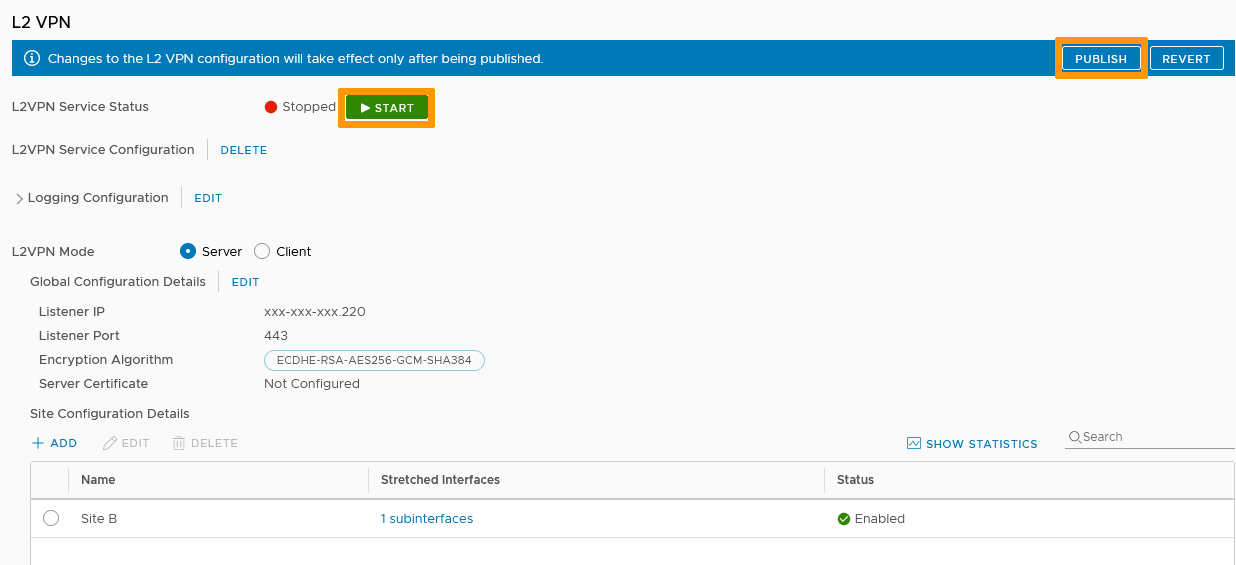 L2 VPN
Changes to the L2 VPN configuration will take effect only after being published. PUBLISH REVERT
L2VPN Service Status Stopped START
L2VPN Service Configuration DELETE
Logging Configuration EDIT
L2VPN Mode Server Client
Global Configuration Details EDIT
Listener IP xxx-xxx-xxx.220
Listener Port 443
Encryption Algorithm ECDHE-RSA-AES256-GCM-SHA384
Server Certificate Not Configured
Site Configuration Details
ADD EDIT DELETE SHOW STATISTICS Search
Name Stretched Interfaces Status
Site B 1 subinterfaces Enabled